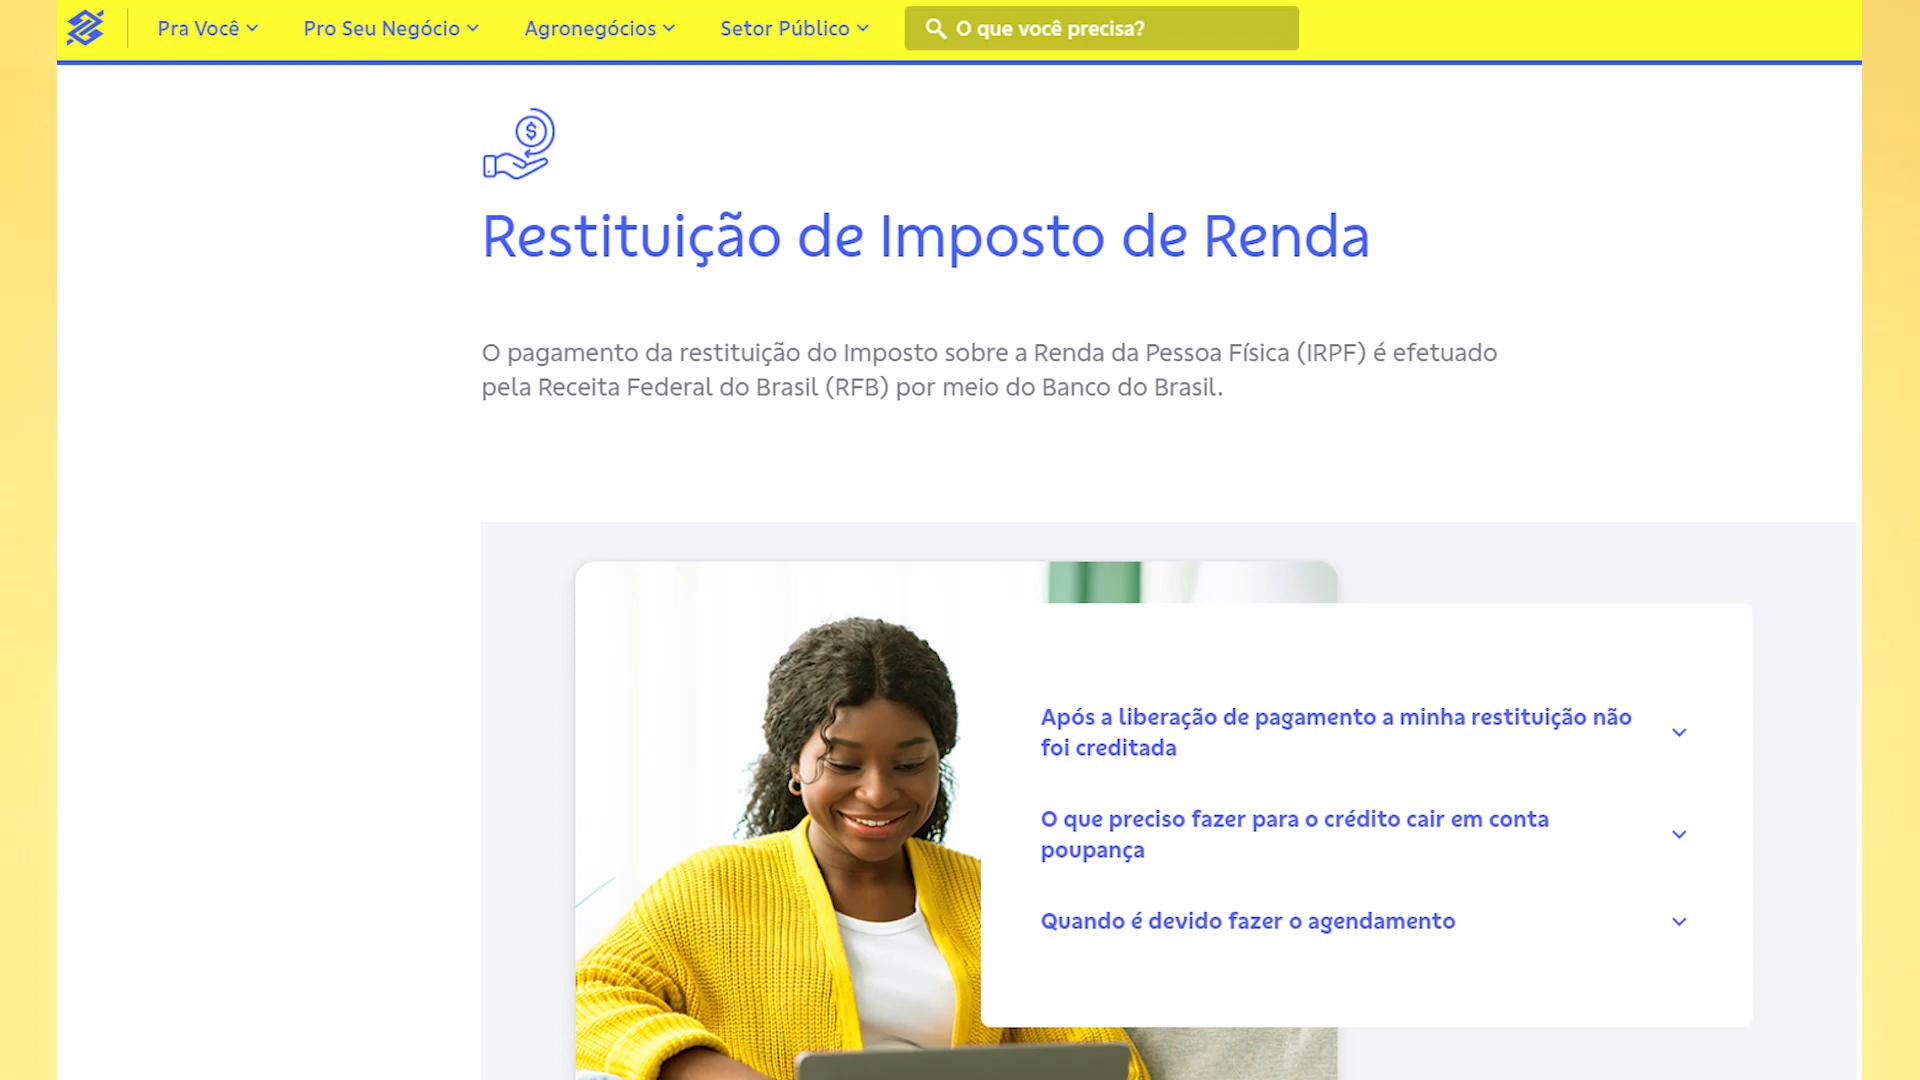 Pra Você
Pro Seu Negócio
Agronegócios
Setor Público
O que você precisa?
$
Restituição de Imposto de Renda
O pagamento da restituição do Imposto sobre a Renda da Pessoa Física (IRPF) é efetuado
pela Receita Federal do Brasil (RFB) por meio do Banco do Brasil.
Após a liberação de pagamento a minha restituição não
foi creditada
O que preciso fazer para o crédito cair em conta
poupança
Quando é devido fazer o agendamento